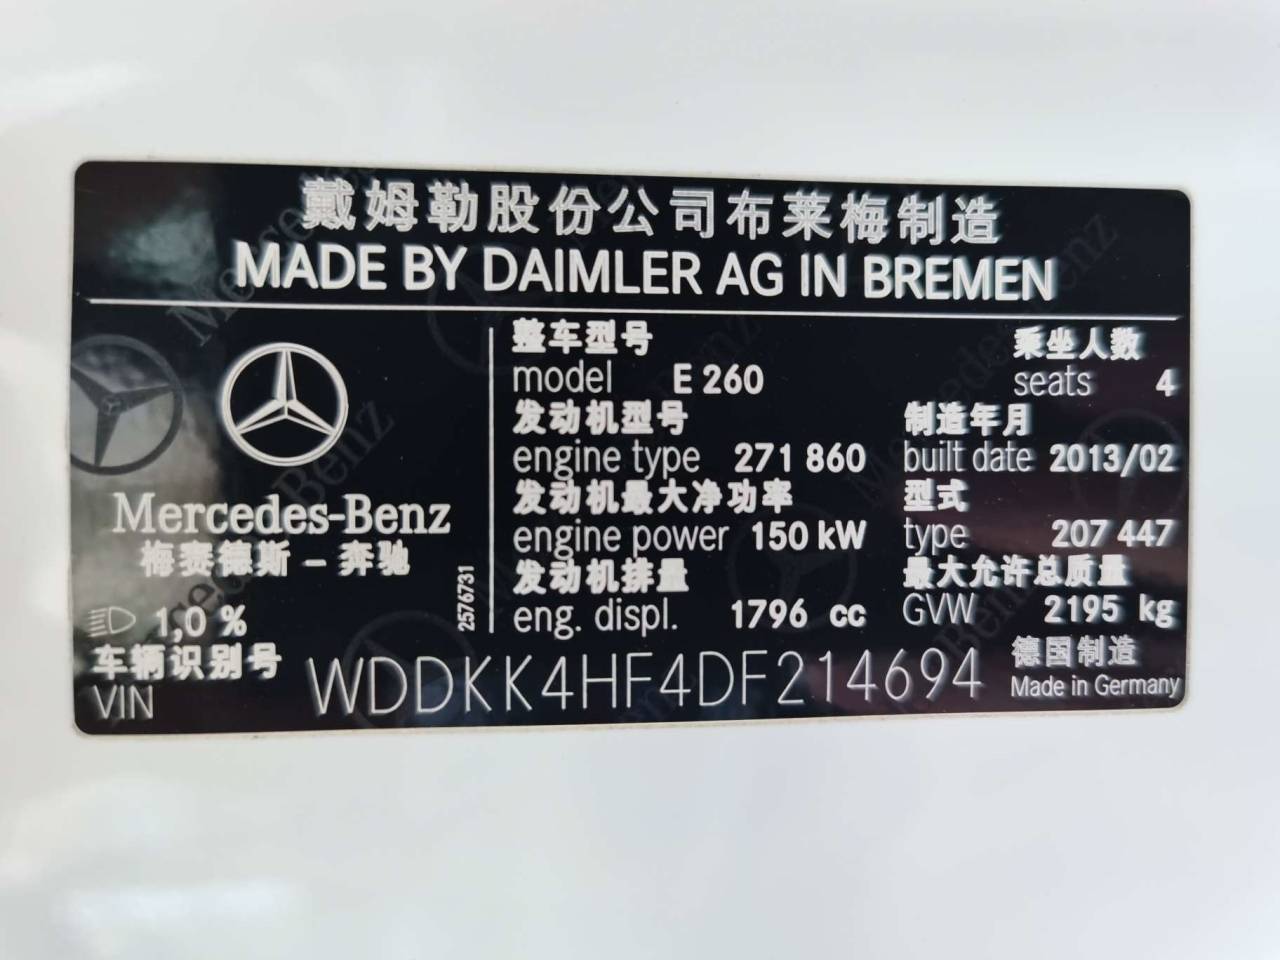 戴姆勒股份公司布莱梅制造
MADE BY DAIMLER AG IN BREMEN
Mercedes-Benz
梅赛德斯－奔驰
1,0 %
2576731
整车型号
model E 260
发动机型号
engine type 271 860
发动机最大净功率
engine power 150 kW
发动机排量
eng. displ. 1796 cc
乘坐人数
seats 4
制造年月
built date 2013/02
型式
type 207 447
最大允许总质量
GVW 2195 kg
车辆识别号
VIN WDDKK4HF4DF214694
德国制造
Made in Germany